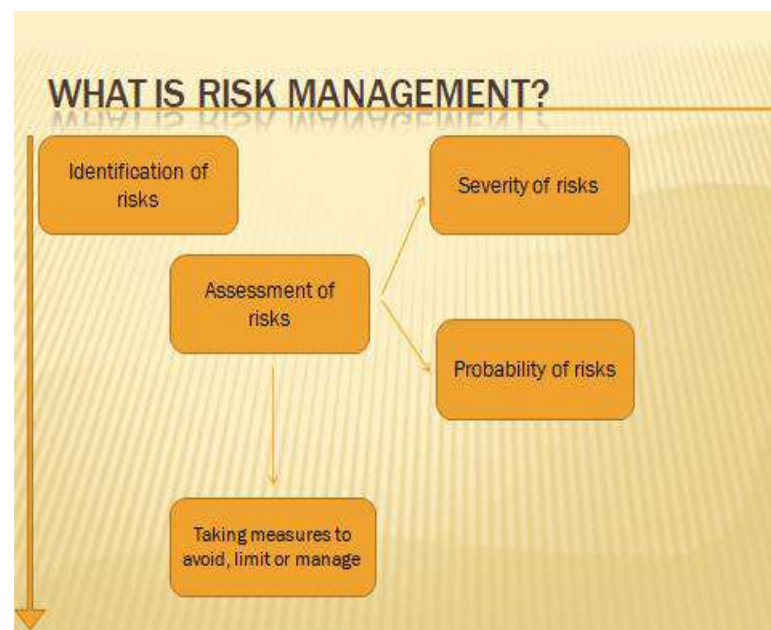 WHAT IS RISK MANAGEMENT?
Identification of
risks
Severity of risks
Assessment of
risks
Probability of risks
Taking measures to
avoid, limit or manage